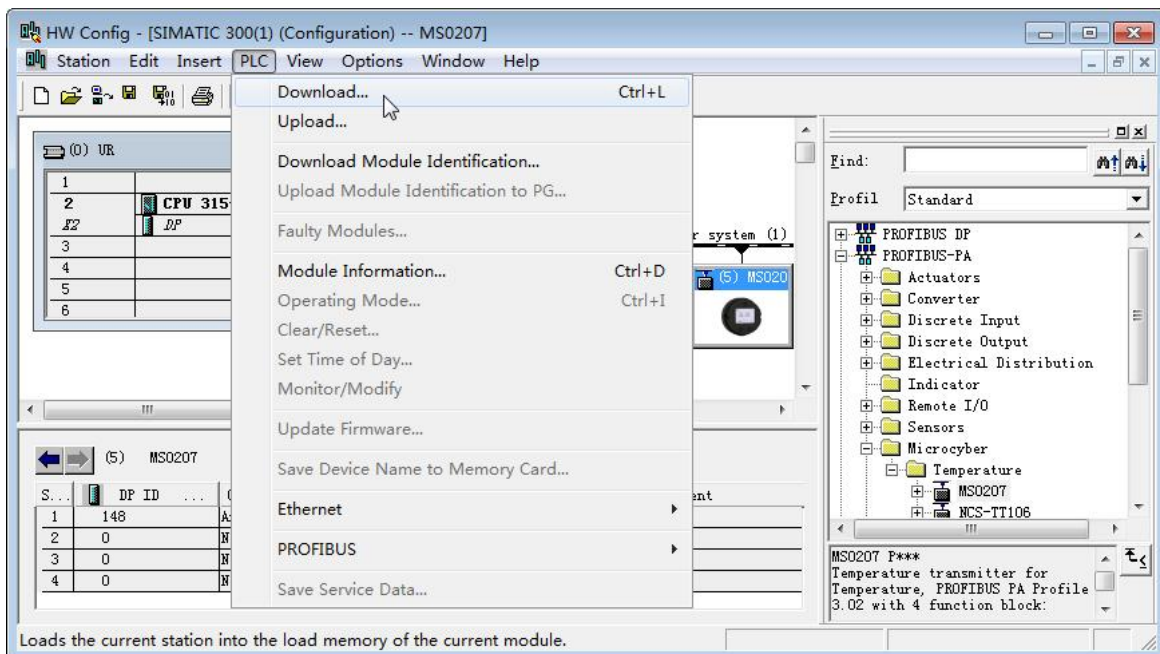 HW Config - [SIMATIC 300(1) (Configuration) -- MS0207]
Station Edit Insert PLC View Options Window Help
Download... Ctrl+L
Upload...
Download Module Identification...
Upload Module Identification to PG...
Faulty Modules...
Module Information... Ctrl+D
Operating Mode... Ctrl+I
Clear/Reset...
Set Time of Day...
Monitor/Modify
Update Firmware...
Save Device Name to Memory Card...
Ethernet
PROFIBUS
Save Service Data...
(0) UR
1
2 CPU 315-
X2 DP
3
4
5
6
r system (1)
(5) MS020
(5) MS0207
S... DP ID ...
1 148
2 0 N
3 0 N
4 0 N
Find:
Profil Standard
PROFIBUS DP
PROFIBUS-PA
Actuators
Converter
Discrete Input
Discrete Output
Electrical Distribution
Indicator
Remote I/O
Sensors
Microcyber
Temperature
MS0207
NCS-TT106
MS0207 P***
Temperature transmitter for
Temperature, PROFIBUS PA Profile
3.02 with 4 function block:
Loads the current station into the load memory of the current module.